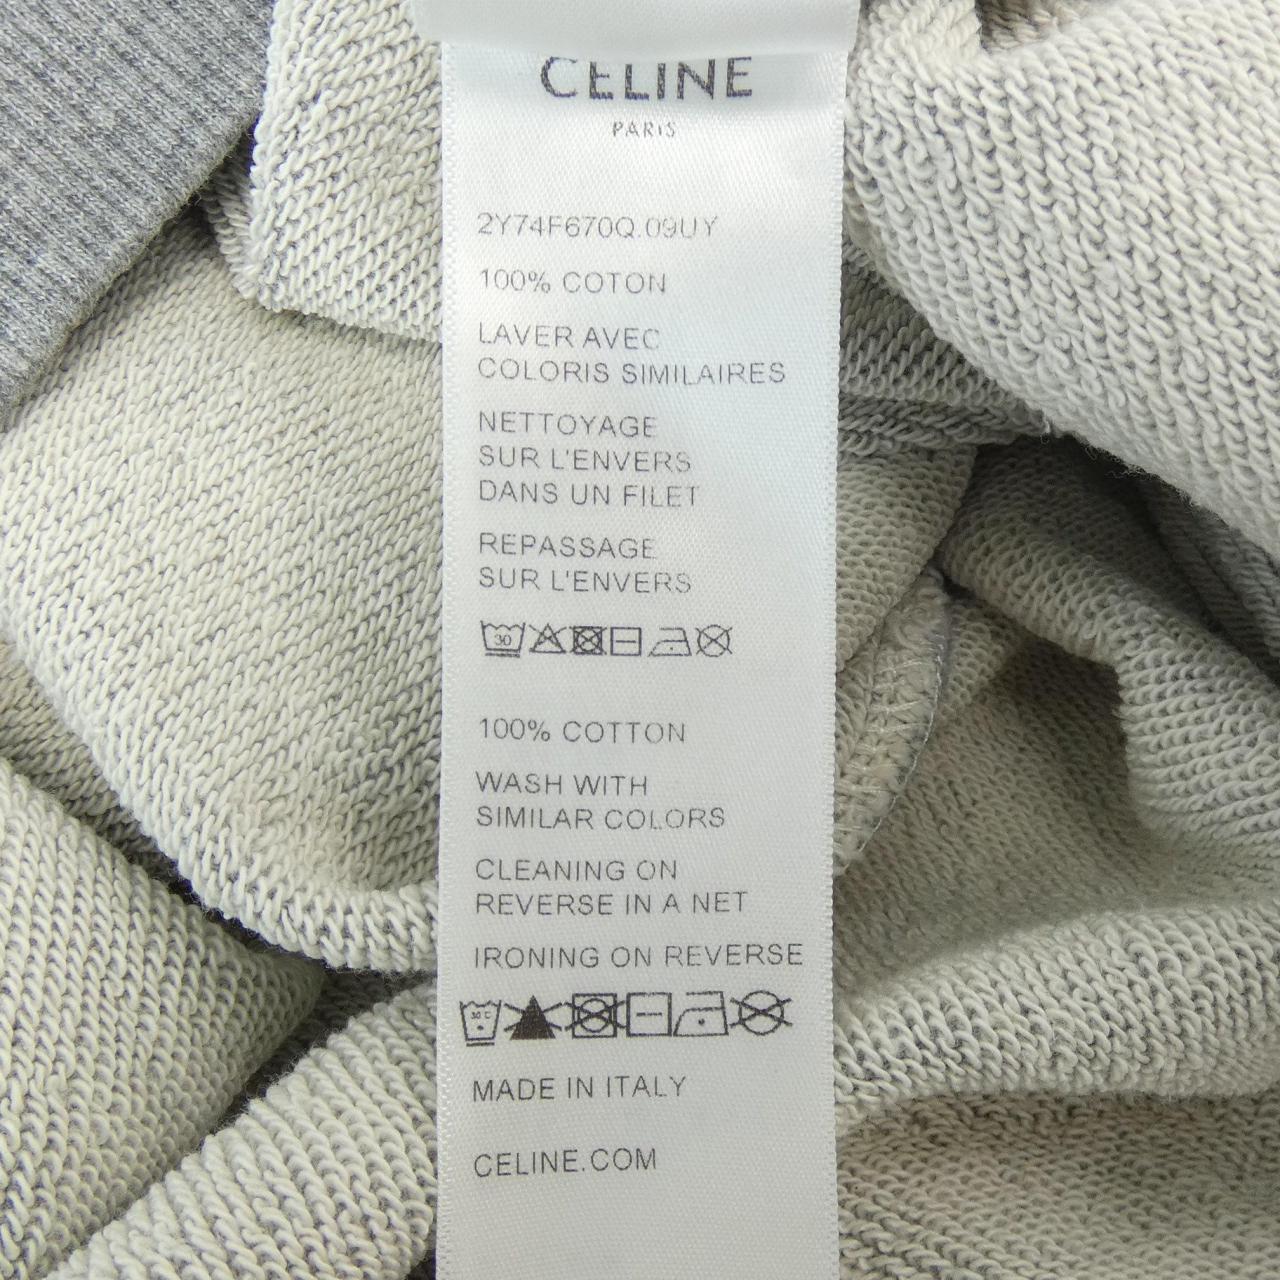 CELINE
PARIS
2Y74F670Q.09UY
100% COTON
LAVER AVEC
COLORIS SIMILAIRES
NETTOYAGE
SUR L'ENVERS
DANS UN FILET
REPASSAGE
SUR L'ENVERS
30
100% COTTON
WASH WITH
SIMILAR COLORS
CLEANING ON
REVERSE IN A NET
IRONING ON REVERSE
30°C
MADE IN ITALY
CELINE.COM